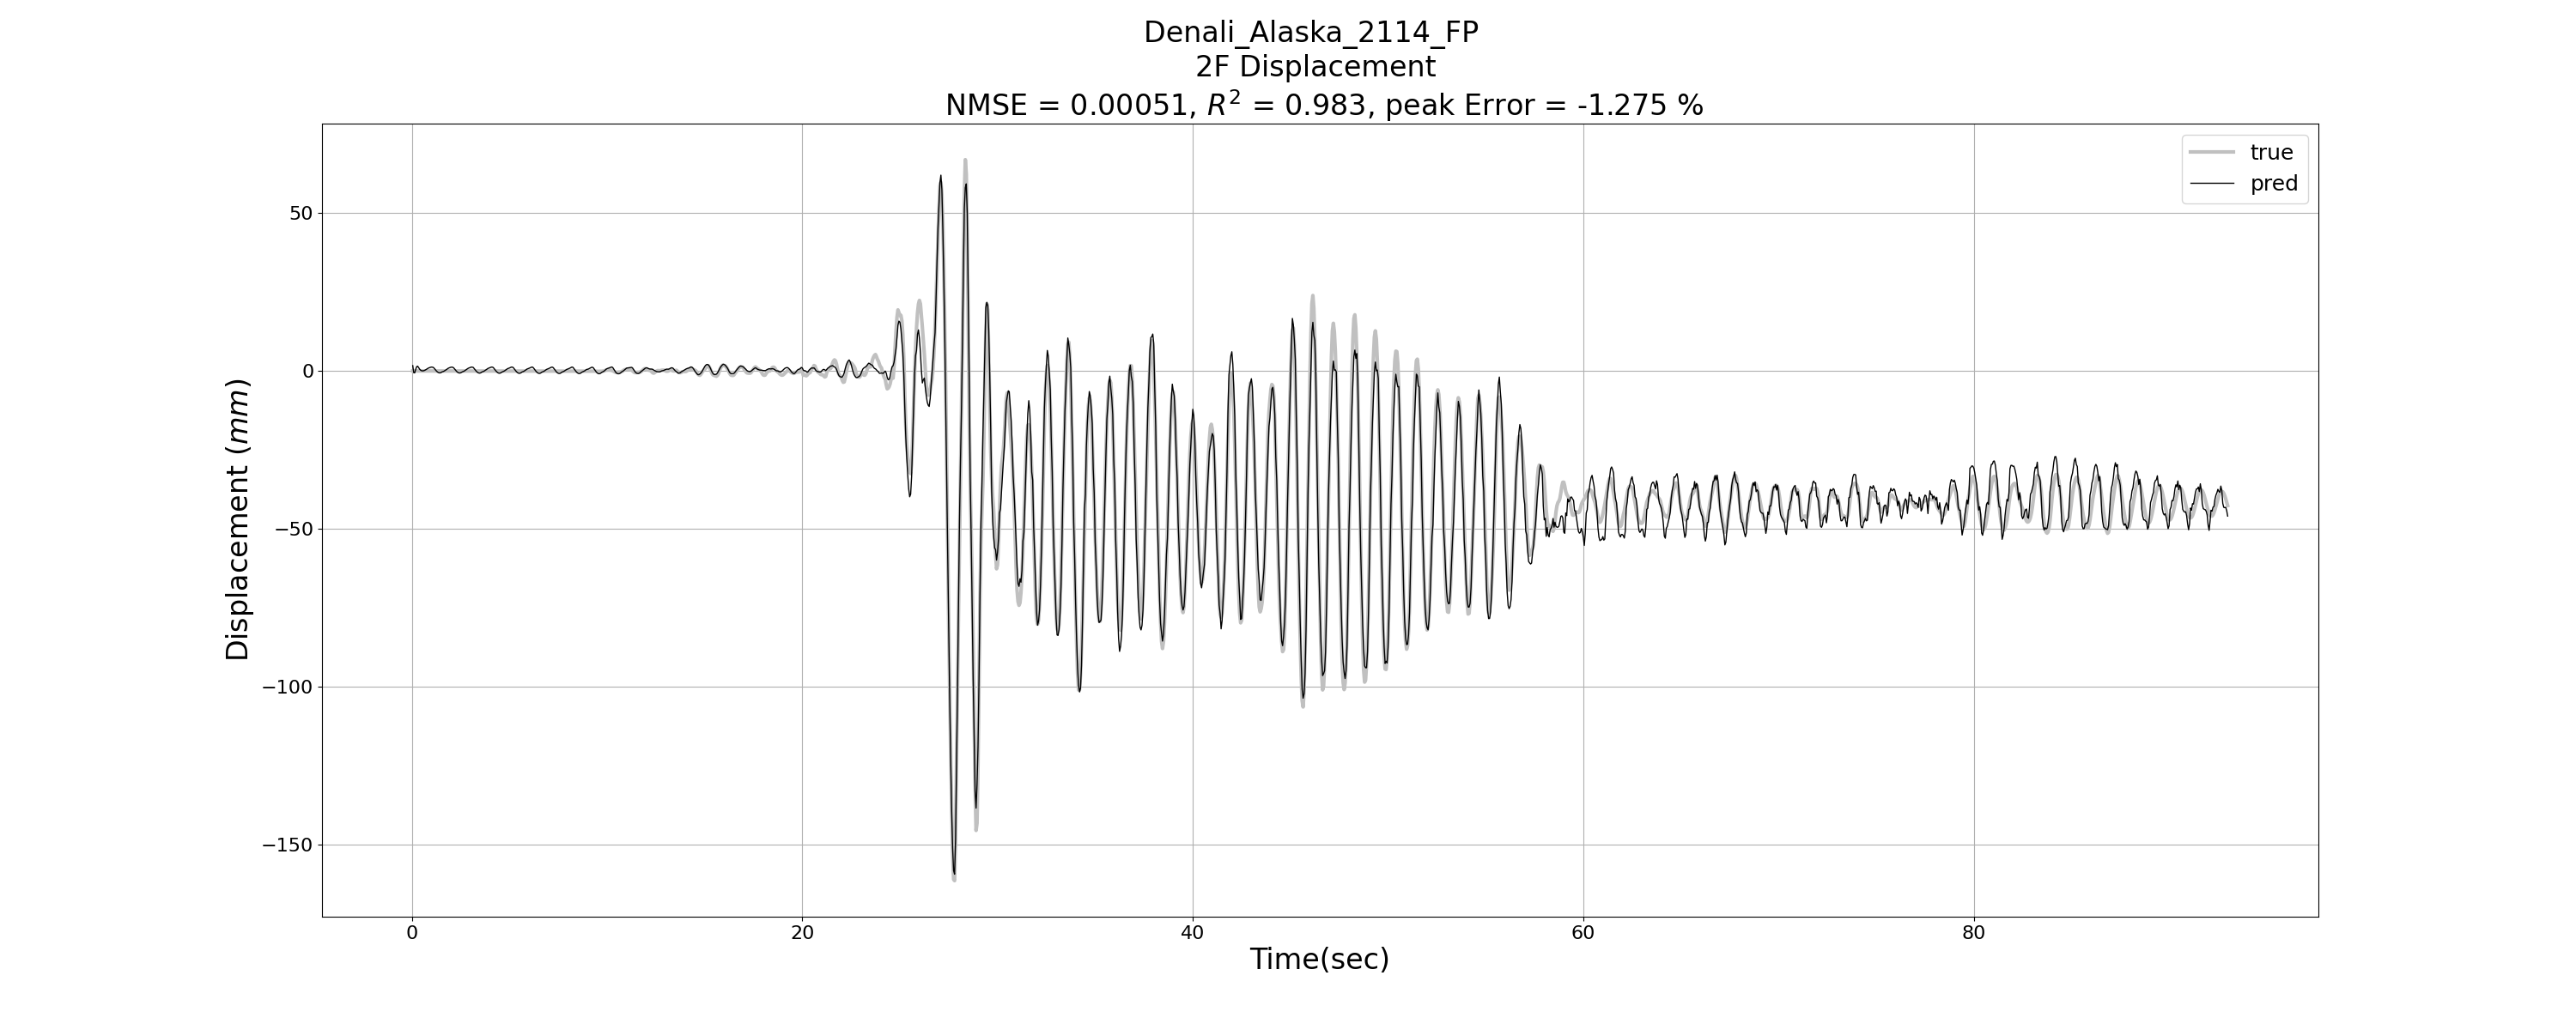 Denali_Alaska_2114_FP
2F Displacement
NMSE = 0.00051, R² = 0.983, peak Error = -1.275 %
true
pred
50
0
−50
−100
−150
Displacement (mm)
0 20 40 60 80
Time(sec)